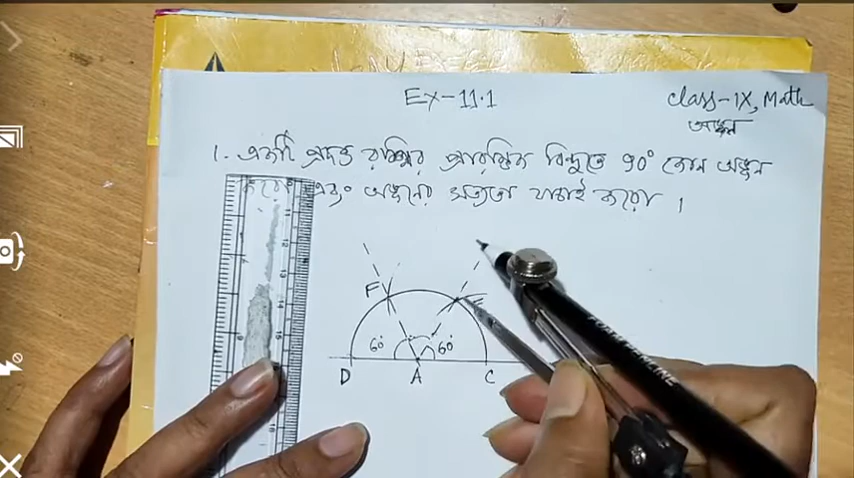 Ex-11.1
Class-IX, Math
অঙ্কন
1. একটি প্রদত্ত রশ্মির প্রারম্ভিক বিন্দুতে 90° কোন অঙ্কন
করো এবং অঙ্কনের সত্যতা যাচাই করো।
F E
60° 60°
D A C